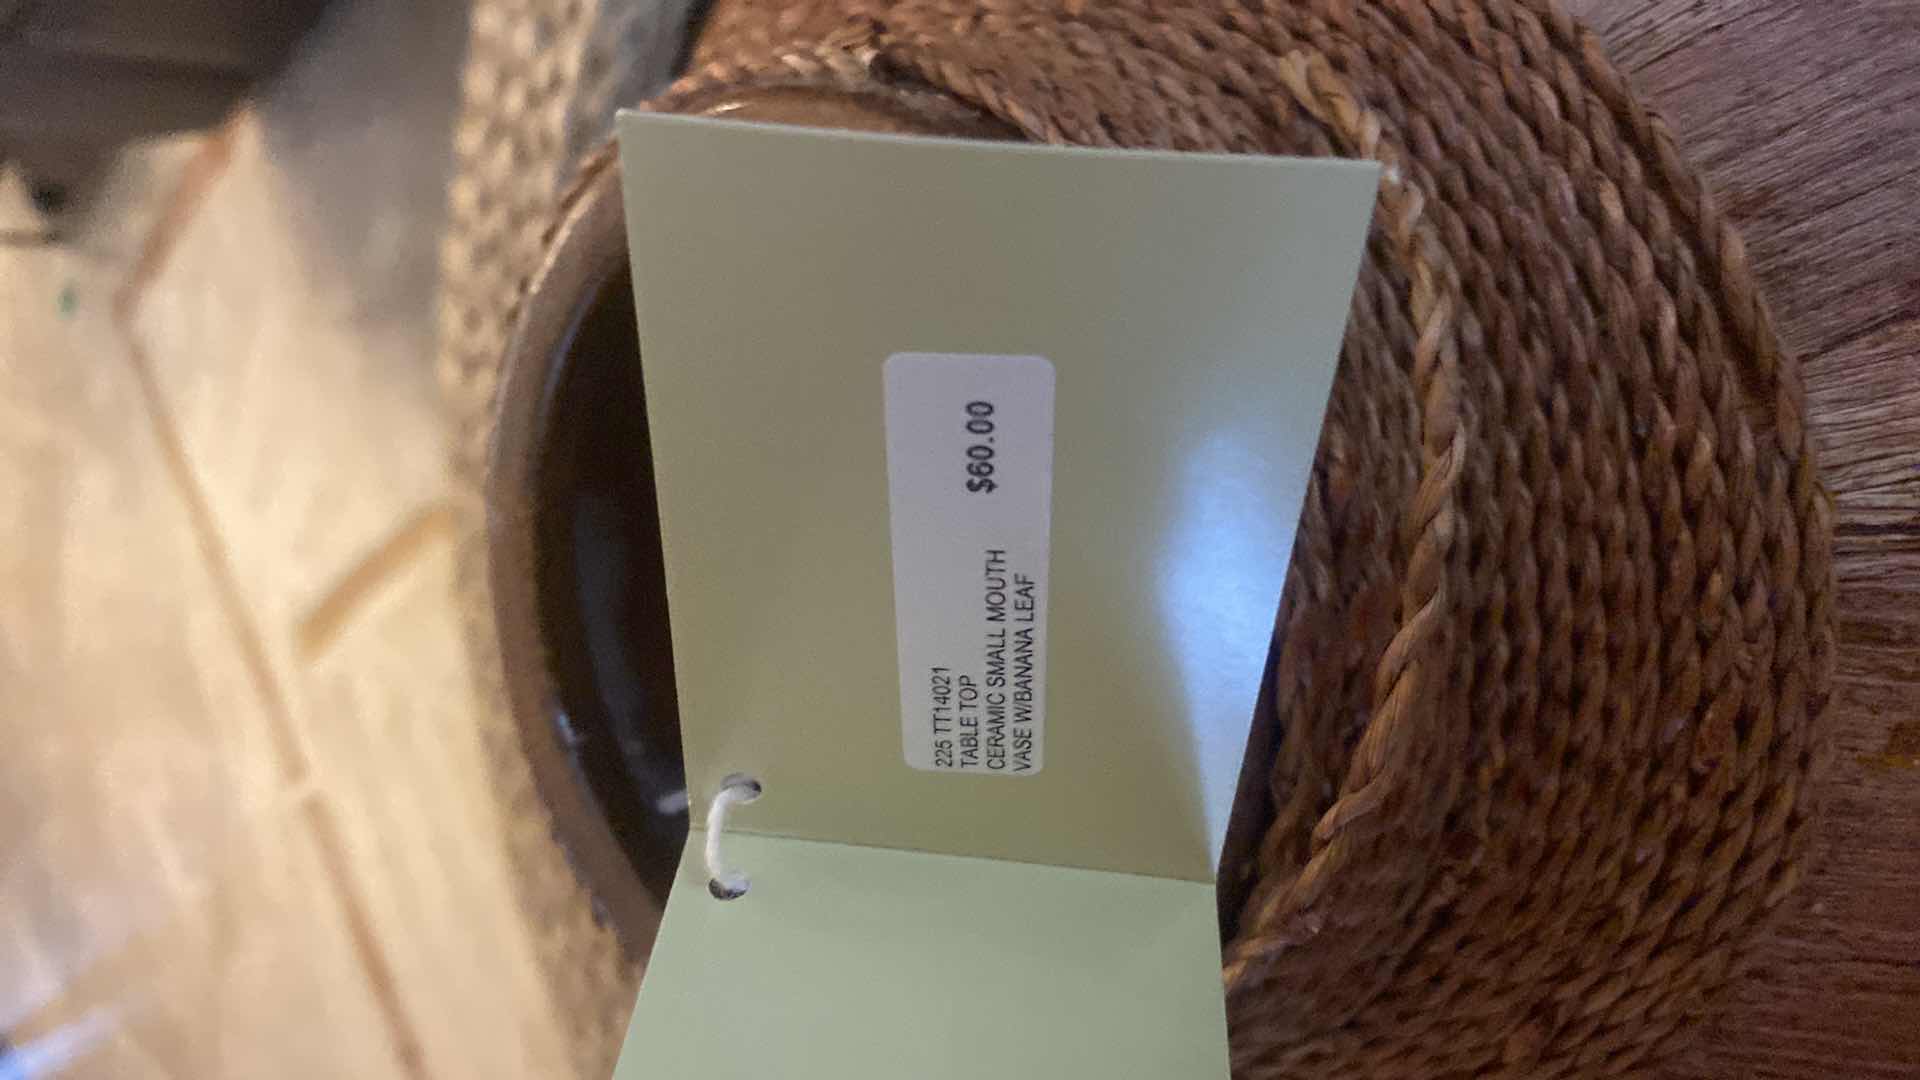 225 TT14021
TABLE TOP
CERAMIC SMALL MOUTH
VASE W/BANANA LEAF
$60.00